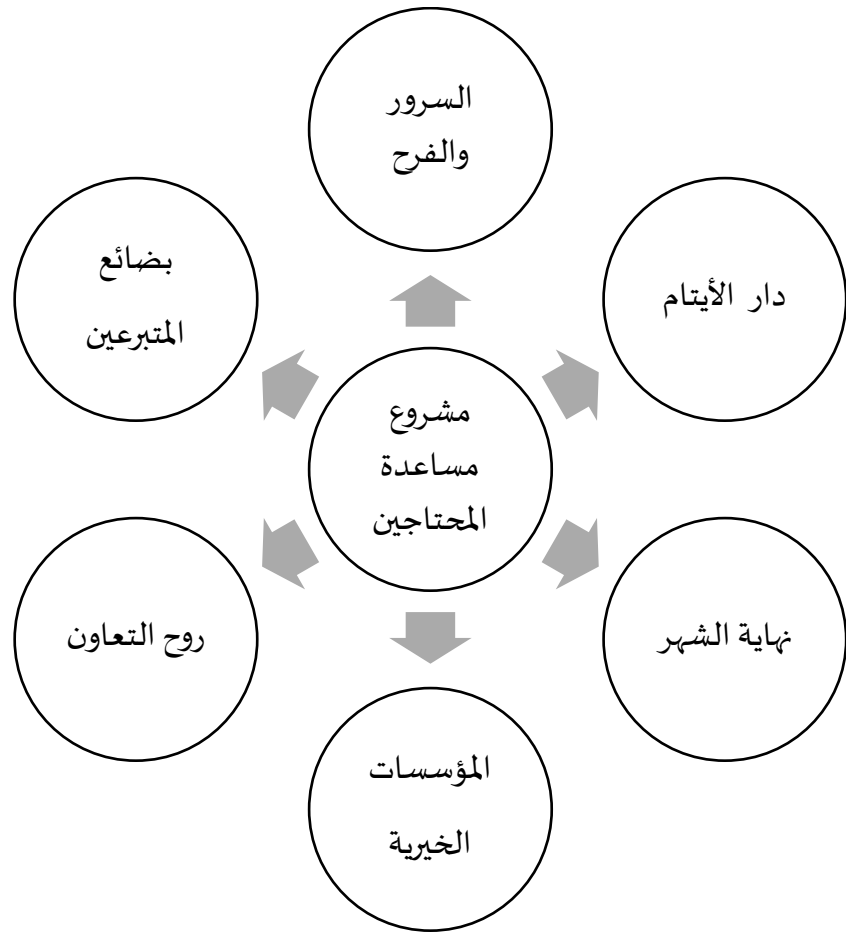 السرور
والفرح
دار الأيتام
بضائع
المتبرعين
مشروع
مساعدة
المحتاجين
نهاية الشهر
روح التعاون
المؤسسات
الخيرية